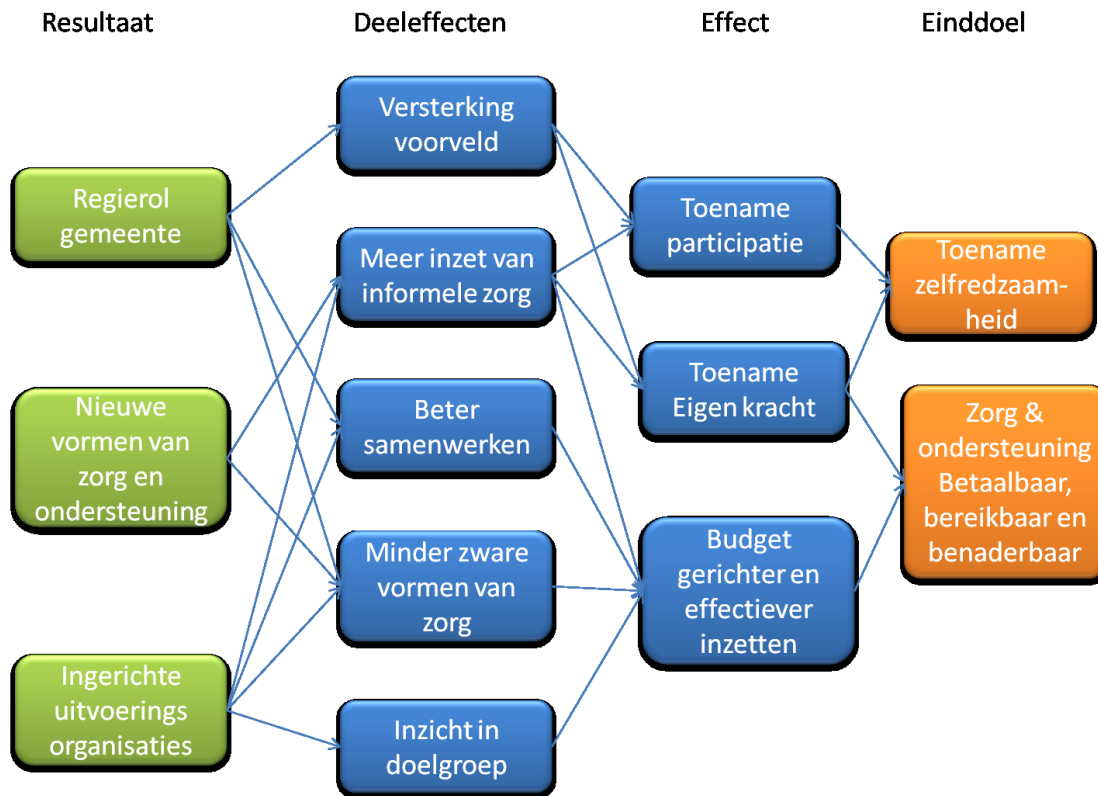 Resultaat
Deeleffecten
Effect
Einddoel
Regierol
gemeente
Nieuwe
vormen van
zorg en
ondersteuning
Ingerichte
uitvoerings
organisaties
Versterking
voorveld
Meer inzet van
informele zorg
Beter
samenwerken
Minder zware
vormen van
zorg
Inzicht in
doelgroep
Toename
participatie
Toename
Eigen kracht
Budget
gerichter en
effectiever
inzetten
Toename
zelfredzaam-
heid
Zorg &
ondersteuning
Betaalbaar,
bereikbaar en
benaderbaar